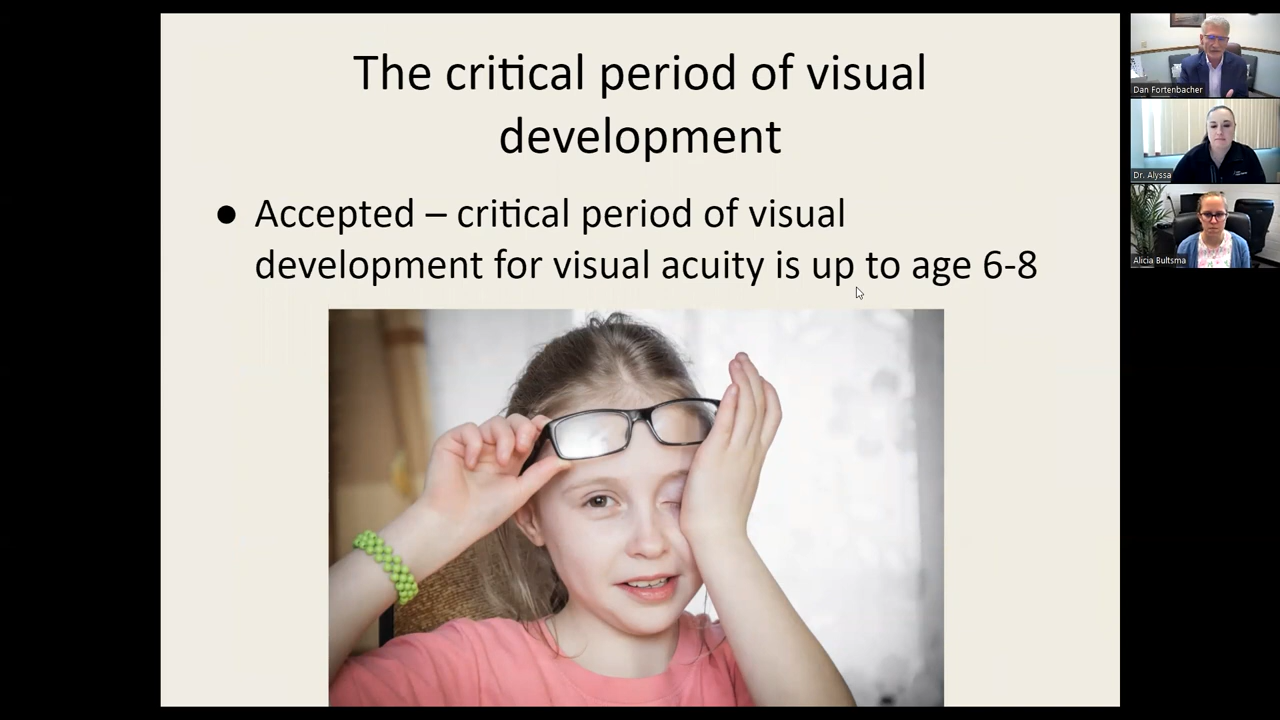 The critical period of visual
development
● Accepted – critical period of visual
development for visual acuity is up to age 6-8
Dan Fortenbacher
Dr. Alyssa
Alicia Bultsma